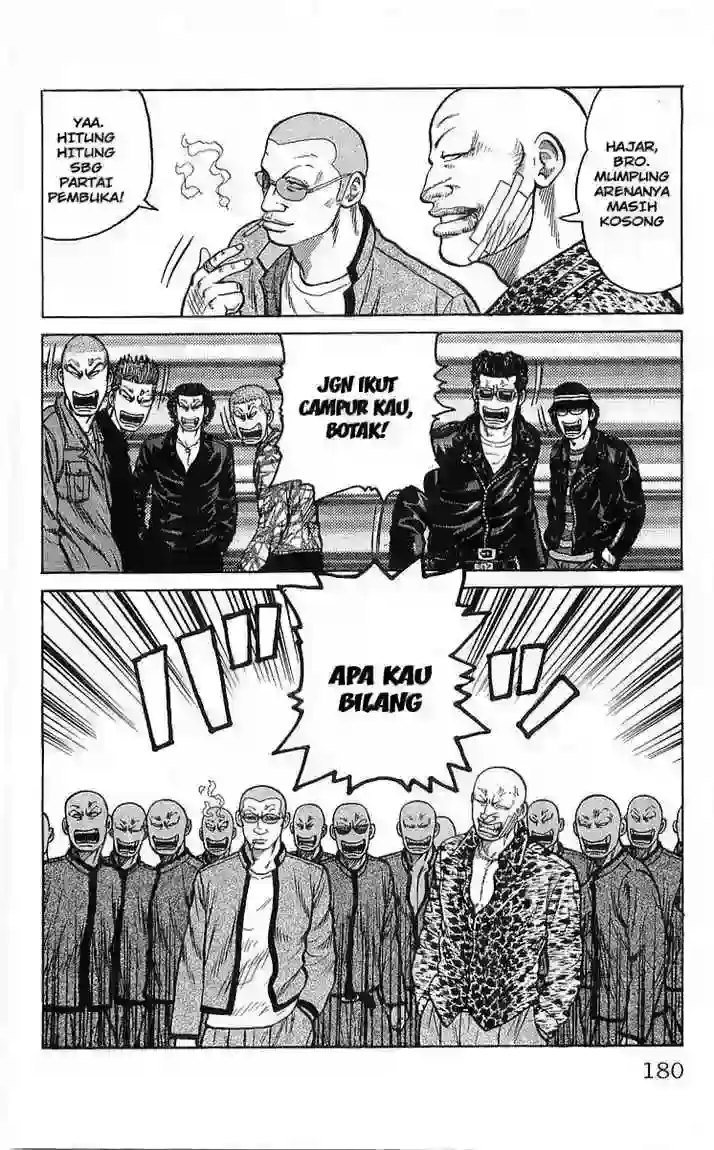 HAJAR,
BRO.
MUMPUNG
ARENANYA
MASIH
KOSONG
YAA.
HITUNG
HITUNG
SBG
PARTAI
PEMBUKA!
JGN IKUT
CAMPUR KAU,
BOTAK!
APA KAU
BILANG
180